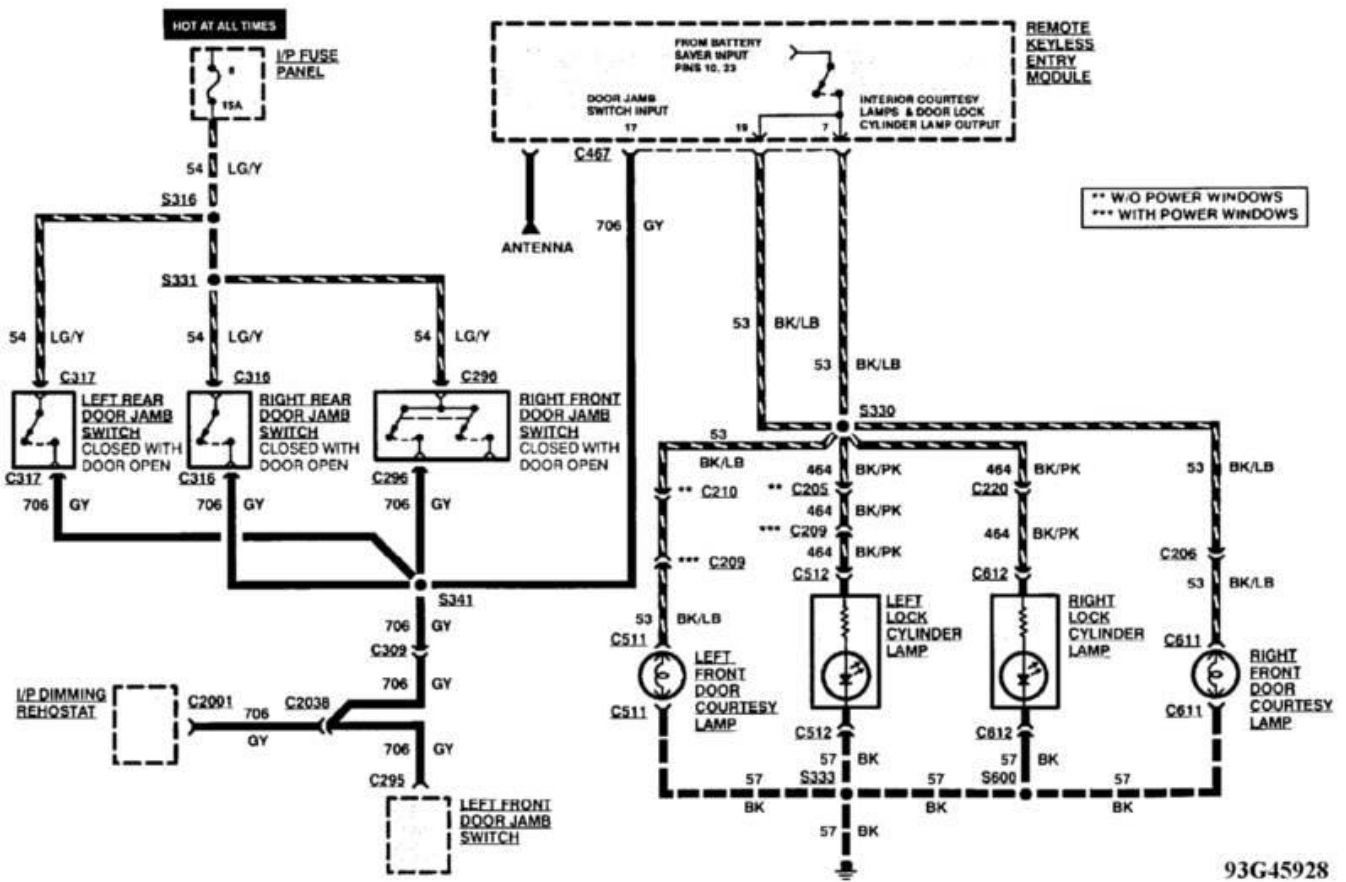 HOT AT ALL TIMES
I/P FUSE
PANEL
8
15A
54 LG/Y
S316
S331
54 LG/Y
54 LG/Y
54 LG/Y
C317
C316
C296
LEFT REAR
DOOR JAMB
SWITCH
CLOSED WITH
DOOR OPEN
RIGHT REAR
DOOR JAMB
SWITCH
CLOSED WITH
DOOR OPEN
RIGHT FRONT
DOOR JAMB
SWITCH
CLOSED WITH
DOOR OPEN
C317
C316
C296
706 GY
706 GY
706 GY
S341
706 GY
C309
706 GY
I/P DIMMING
REHOSTAT
C2001
706
GY
C2038
706 GY
C295
LEFT FRONT
DOOR JAMB
SWITCH
REMOTE
KEYLESS
ENTRY
MODULE
FROM BATTERY
SAVER INPUT
PINS 10, 23
DOOR JAMB
SWITCH INPUT
17
19
7
INTERIOR COURTESY
LAMPS & DOOR LOCK
CYLINDER LAMP OUTPUT
C467
ANTENNA
706 GY
** W/O POWER WINDOWS
*** WITH POWER WINDOWS
53 BK/LB
53 BK/LB
S330
53
BK/LB
464 BK/PK
464 BK/PK
53 BK/LB
** C210
** C205
C220
464 BK/PK
*** C209
464 BK/PK
C206
*** C209
464 BK/PK
53 BK/LB
C512
C612
53 BK/LB
C511
LEFT
LOCK
CYLINDER
LAMP
RIGHT
LOCK
CYLINDER
LAMP
C611
LEFT
FRONT
DOOR
COURTESY
LAMP
RIGHT
FRONT
DOOR
COURTESY
LAMP
C511
C512
C612
C611
57 BK
57 BK
57
BK
S333
57
BK
S600
57
BK
57 BK
93G45928